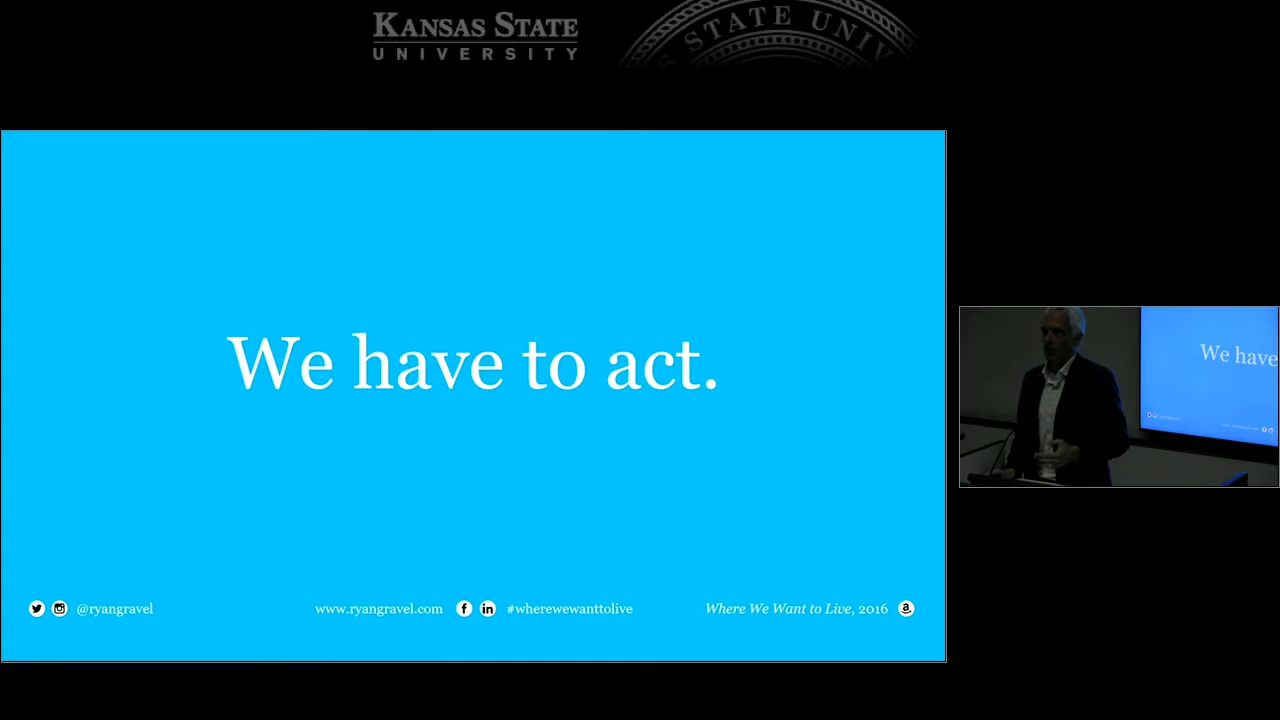 KANSAS STATE
UNIVERSITY
STATE UNIV
We have to act.
@ryangravel
www.ryangravel.com
#wherewewanttolive
Where We Want to Live, 2016
We have